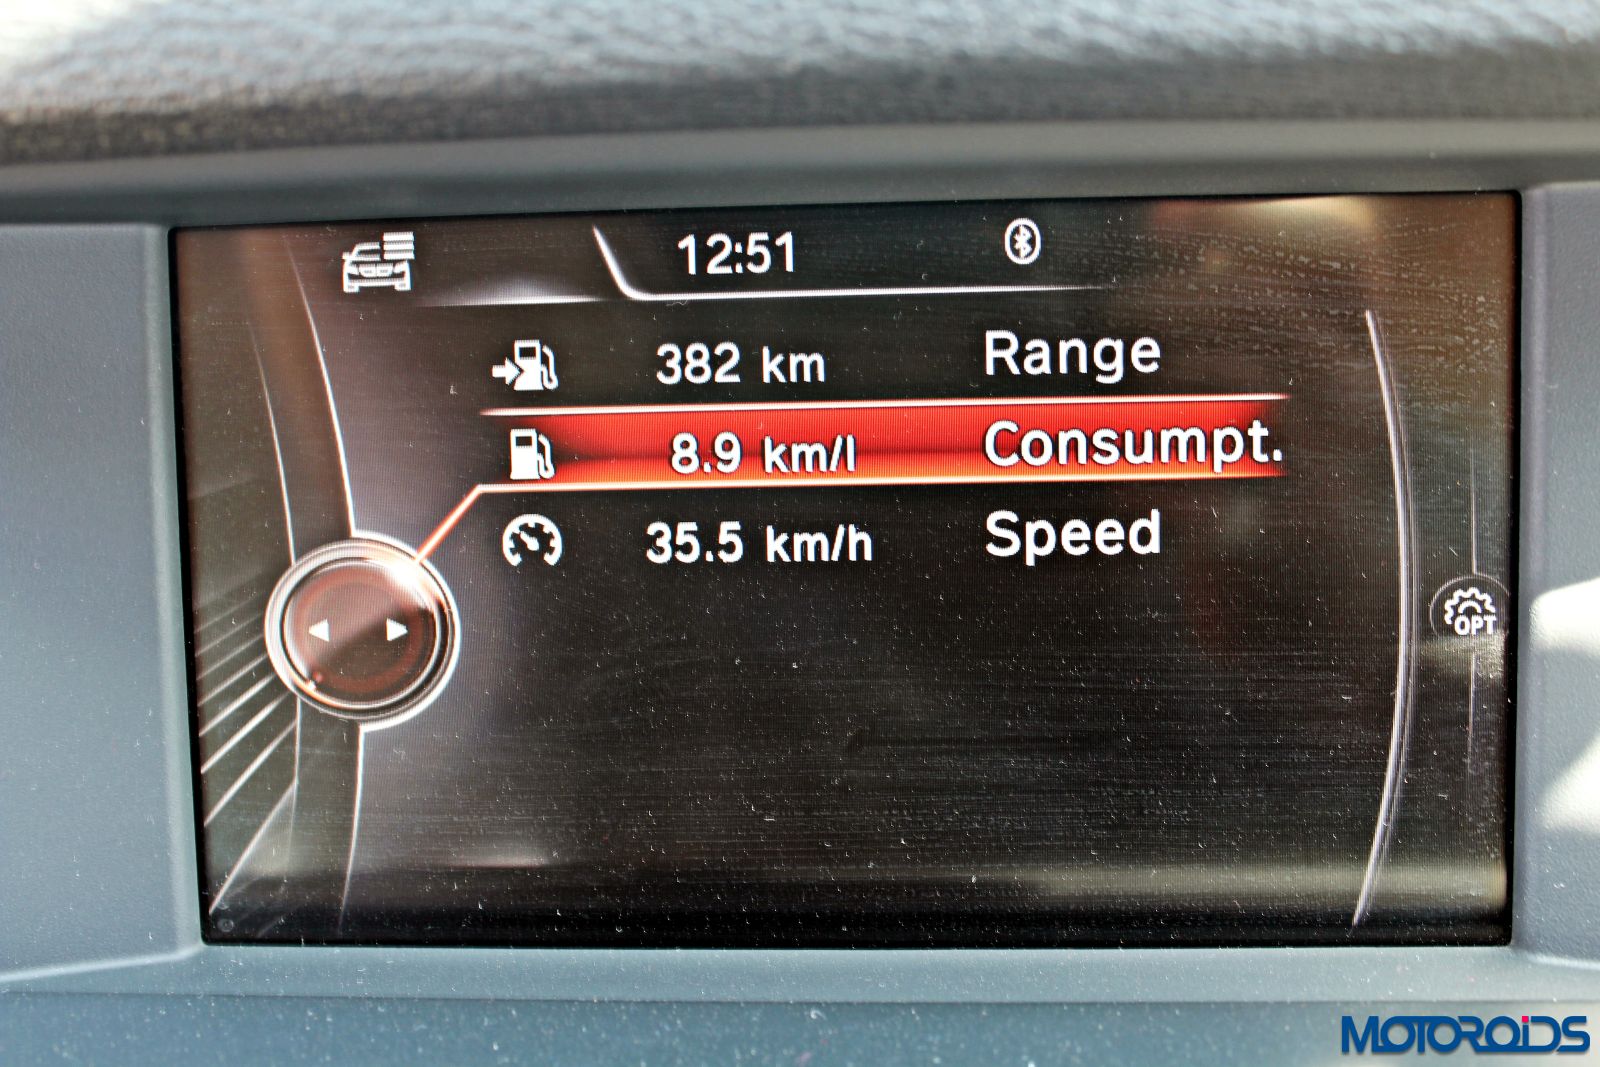 12:51
382 km Range
8.9 km/l Consumpt.
35.5 km/h Speed
OPT
MOTOROIDS